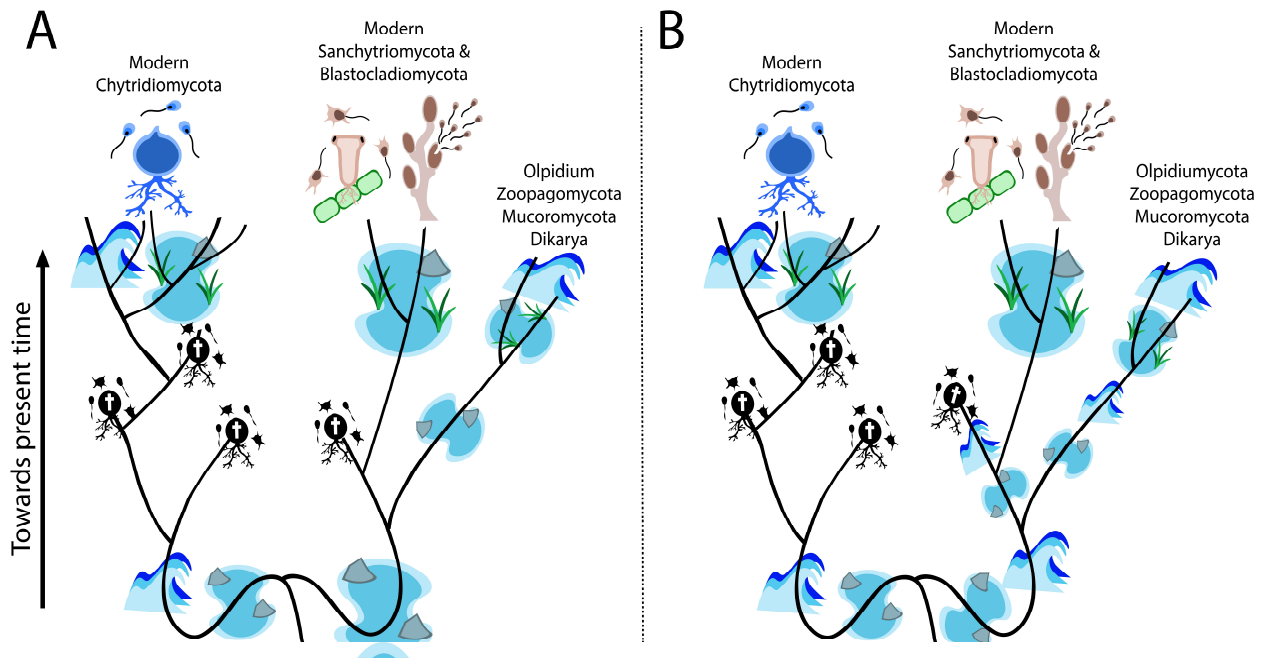 A
Modern
Chytridiomycota
Modern
Sanchytriomycota &
Blastocladiomycota
Olpidium
Zoopagomycota
Mucoromycota
Dikarya
Towards present time
B
Modern
Chytridiomycota
Modern
Sanchytriomycota &
Blastocladiomycota
Olpidiumycota
Zoopagomycota
Mucoromycota
Dikarya